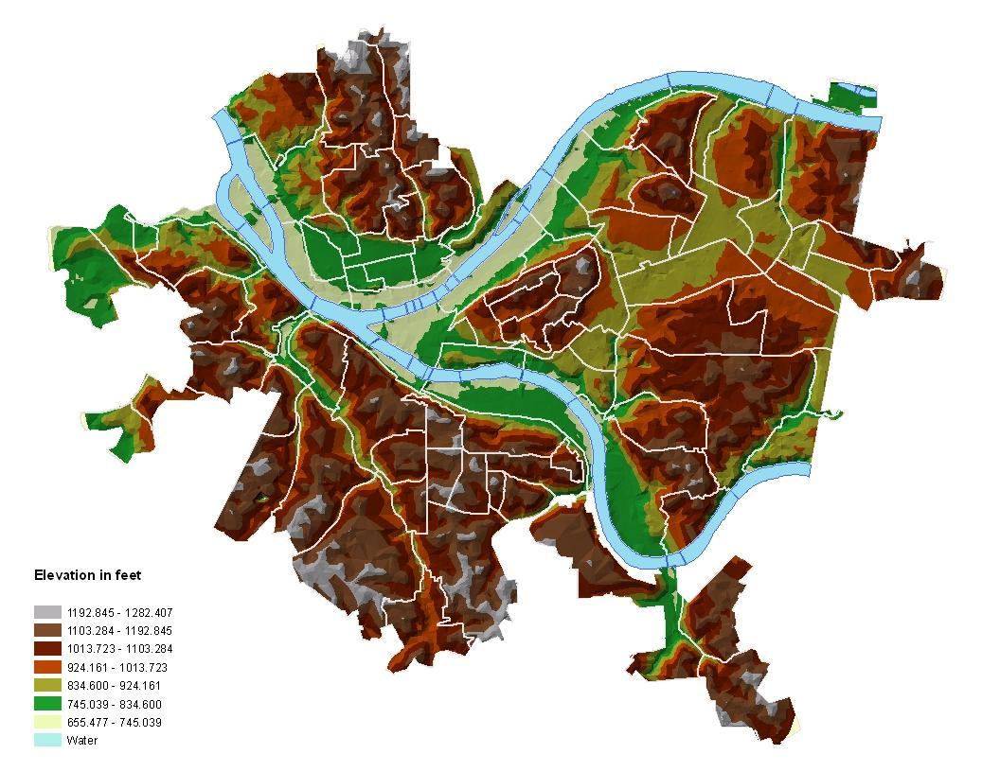 Elevation in feet
1192.845 - 1282.407
1103.284 - 1192.845
1013.723 - 1103.284
924.161 - 1013.723
834.600 - 924.161
745.039 - 834.600
655.477 - 745.039
Water